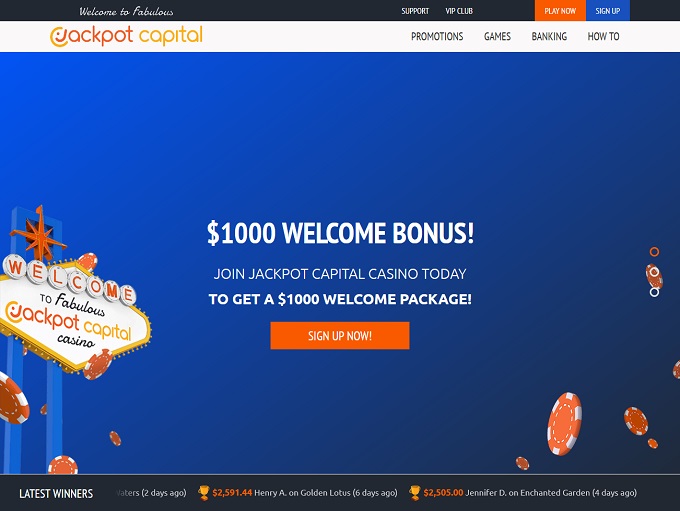 Welcome to Fabulous
SUPPORT VIP CLUB PLAY NOW SIGN UP
Jackpot capital
PROMOTIONS GAMES BANKING HOW TO
$1000 WELCOME BONUS!
JOIN JACKPOT CAPITAL CASINO TODAY
TO GET A $1000 WELCOME PACKAGE!
SIGN UP NOW!
WELCOME
TO Fabulous
Jackpot capital
casino
LATEST WINNERS (2 days ago) $2,591.44 Henry A. on Golden Lotus (6 days ago) $2,505.00 Jennifer D. on Enchanted Garden (4 days ago)